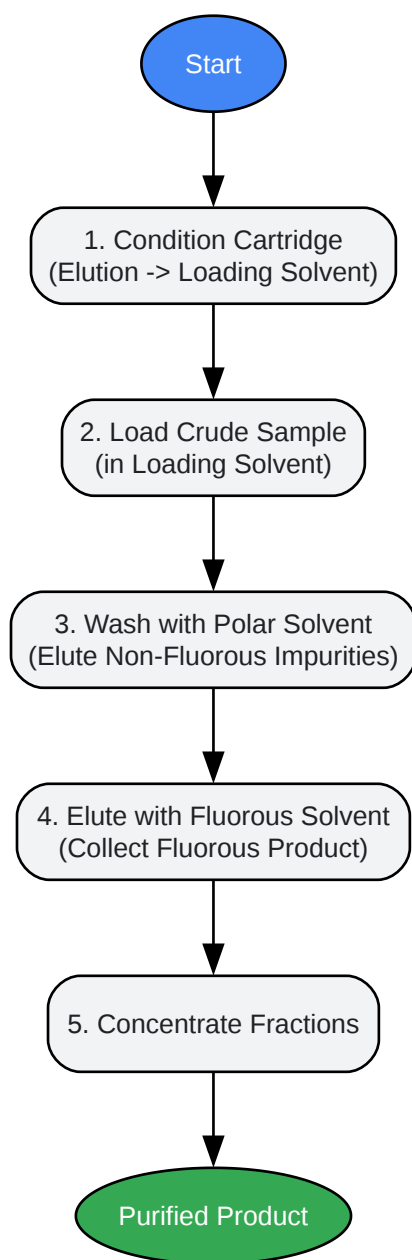 Start
1. Condition Cartridge
(Elution -> Loading Solvent)
2. Load Crude Sample
(in Loading Solvent)
3. Wash with Polar Solvent
(Elute Non-Fluorous Impurities)
4. Elute with Fluorous Solvent
(Collect Fluorous Product)
5. Concentrate Fractions
Purified Product